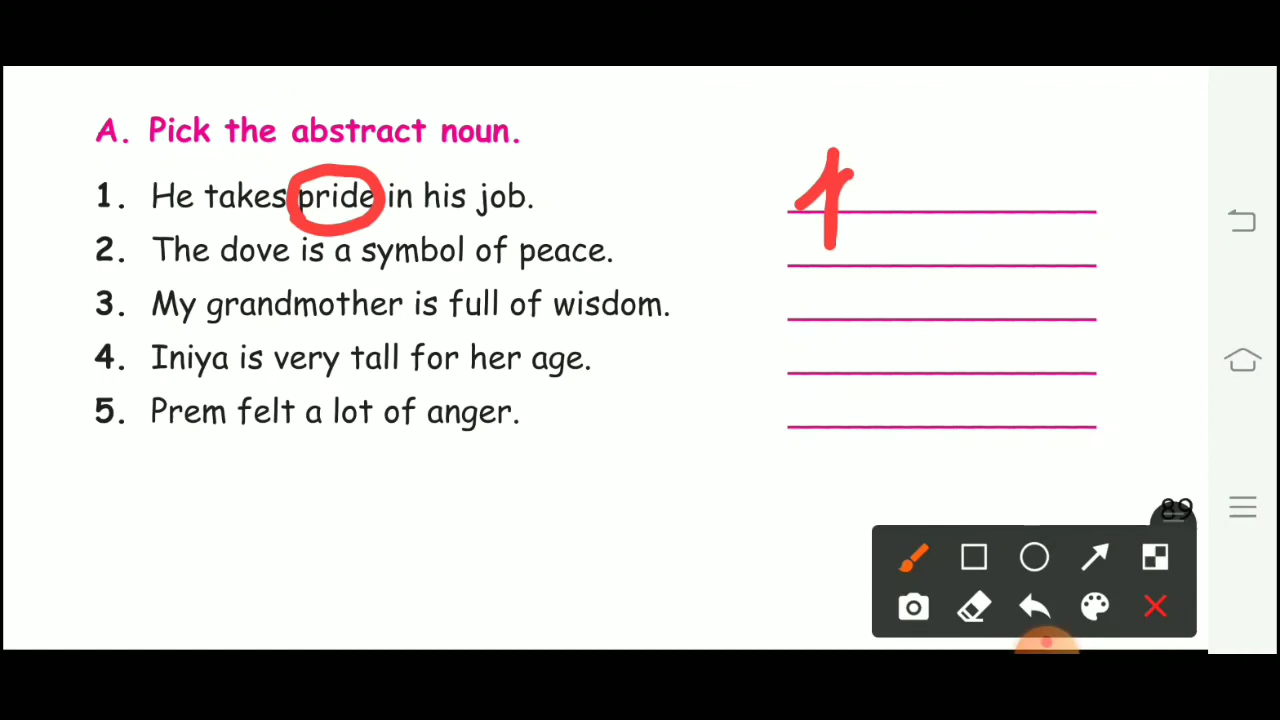 A. Pick the abstract noun.
1. He takes pride in his job.
2. The dove is a symbol of peace.
3. My grandmother is full of wisdom.
4. Iniya is very tall for her age.
5. Prem felt a lot of anger.
89